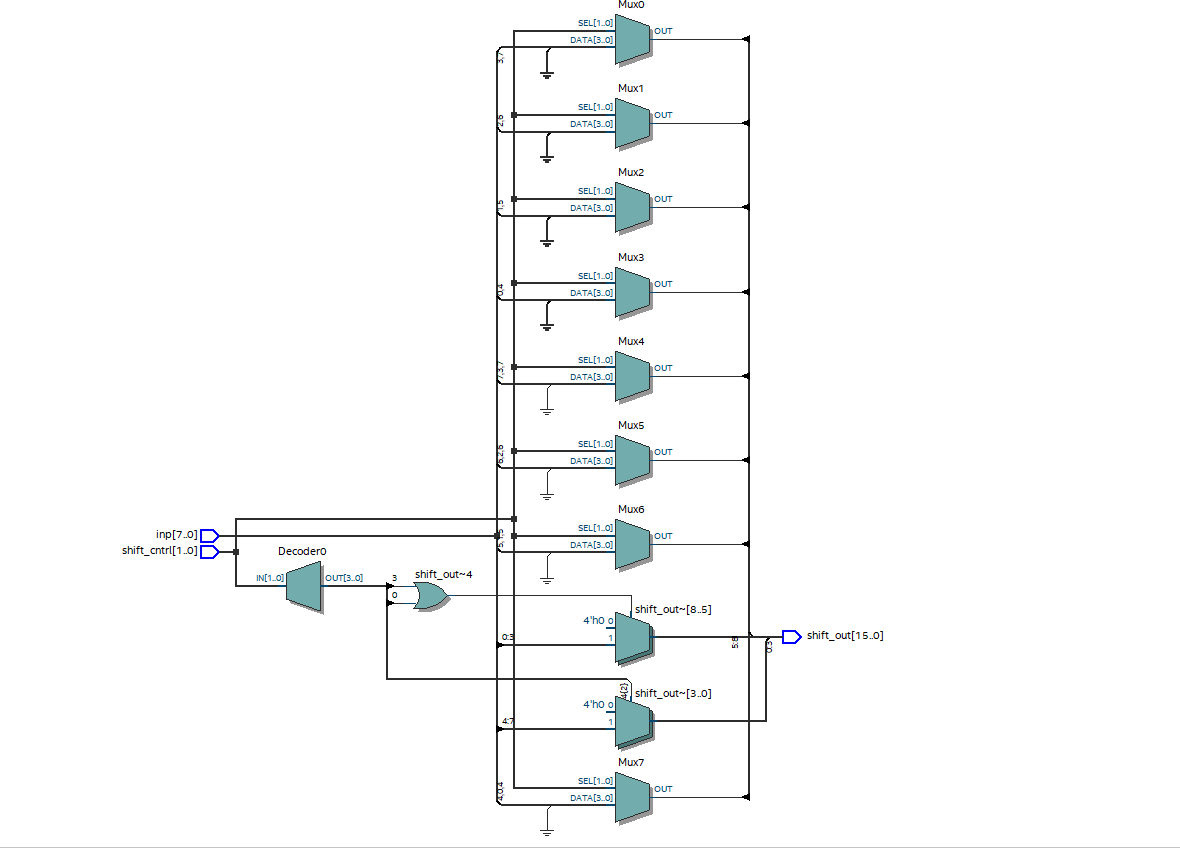 Mux0
SEL[1..0]
OUT
DATA[3..0]
3,7
Mux1
SEL[1..0]
OUT
DATA[3..0]
2,6
Mux2
SEL[1..0]
OUT
DATA[3..0]
1,5
Mux3
SEL[1..0]
OUT
DATA[3..0]
0,4
Mux4
SEL[1..0]
OUT
DATA[3..0]
7,3,7
Mux5
SEL[1..0]
OUT
DATA[3..0]
6,2,6
Mux6
SEL[1..0]
OUT
DATA[3..0]
5,1,5
inp[7..0]
shift_cntrl[1..0]
Decoder0
IN[1..0]
OUT[3..0]
3
0
shift_out~4
shift_out~[8..5]
4'h0
0
1
0:3
5:8
0:3
shift_out[15..0]
4{2}
shift_out~[3..0]
4'h0
0
1
4:7
Mux7
SEL[1..0]
OUT
DATA[3..0]
4,0,4